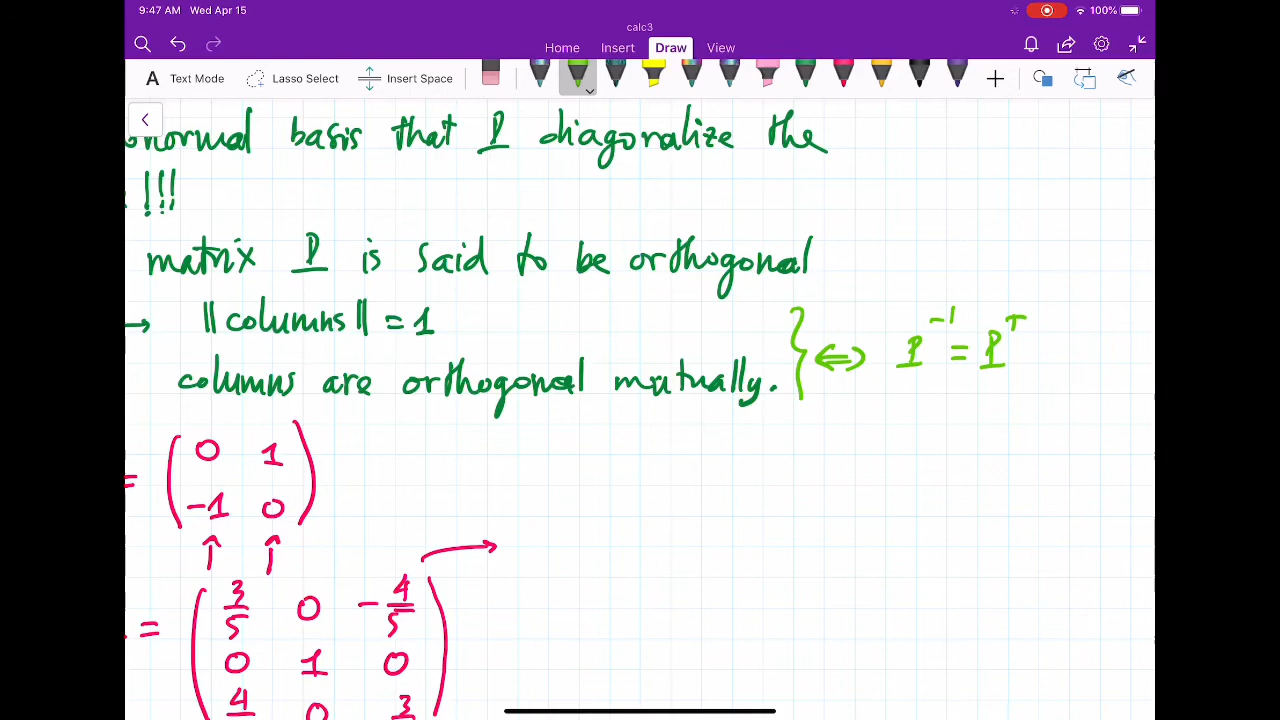 9:47 AM Wed Apr 15
100%
calc3
Home Insert Draw View
A Text Mode Lasso Select Insert Space
onormal basis that P diagonalize the
!!!
matrix P is said to be orthogonal
→ ||columns|| = 1
columns are orthogonal mutually. } ⇔ P⁻¹ = Pᵀ
= ( 0 1
-1 0 )
↑ ↑ →
= ( 3/5 0 -4/5
0 1 0
4 0 3